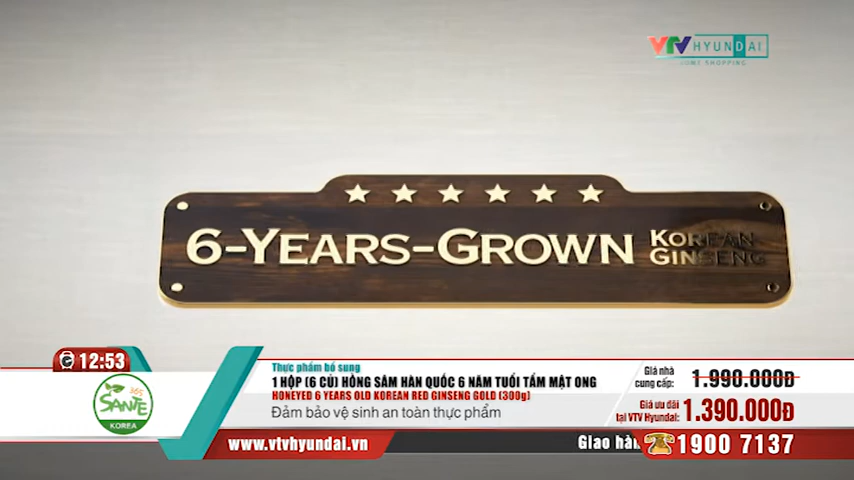 VTV HYUNDAI
HOME SHOPPING
6-YEARS-GROWN KOREAN GINSENG
12:53
Thực phẩm bổ sung
1 HỘP (6 CỦ) HỒNG SÂM HÀN QUỐC 6 NĂM TUỔI TẨM MẬT ONG
HONEYED 6 YEARS OLD KOREAN RED GINSENG GOLD (300g)
Đảm bảo vệ sinh an toàn thực phẩm
365
SANTE
KOREA
Giá nhà
cung cấp: 1.990.000Đ
Giá ưu đãi
tại VTV Hyundai: 1.390.000Đ
www.vtvhyundai.vn
Giao hàn
1900 7137